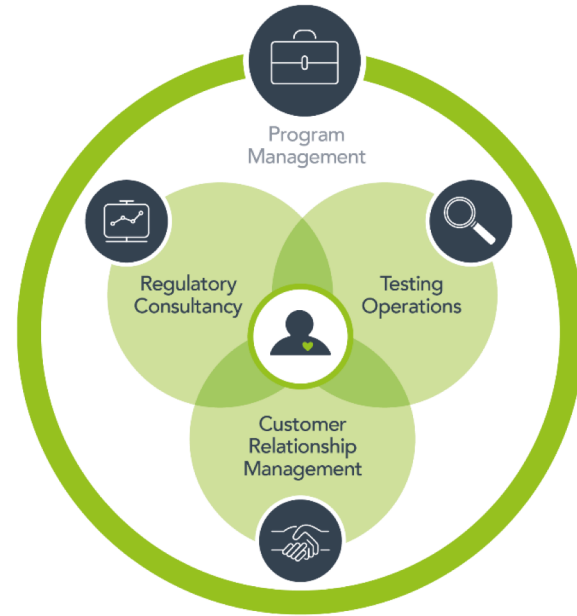 Program
Management
Regulatory
Consultancy
Testing
Operations
Customer
Relationship
Management